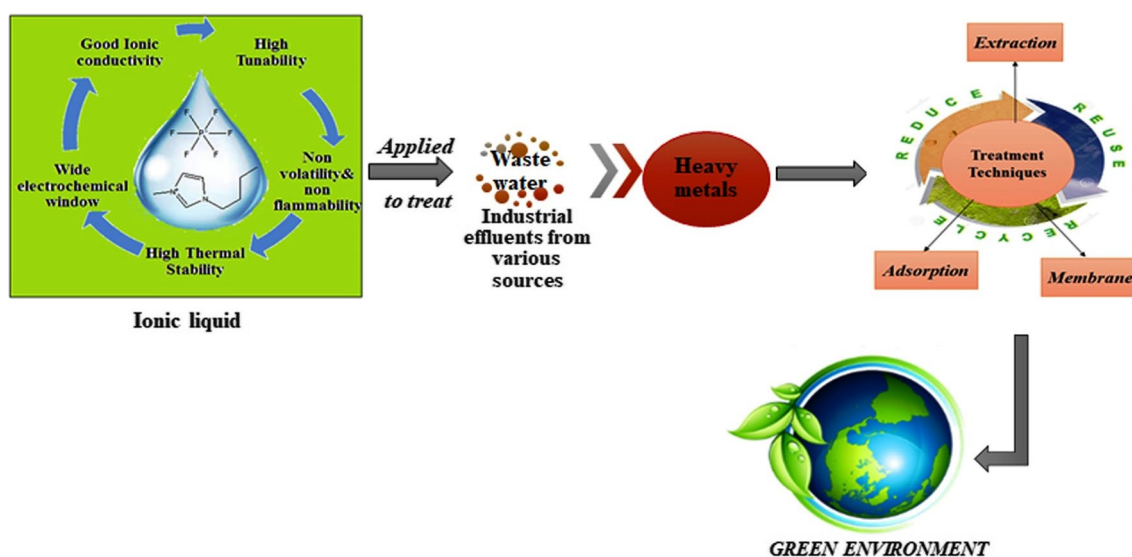 Good Ionic
conductivity
High
Tunability
Non
volatility&
non
flammability
High Thermal
Stability
Wide
electrochemical
window
F
F
F
P
F
F
F
N
N
Ionic liquid
Applied
to treat
Waste
water
Industrial
effluents from
various
sources
Heavy
metals
Extraction
REDUCE
REUSE
RECYCLE
Treatment
Techniques
Adsorption
Membrane
GREEN ENVIRONMENT